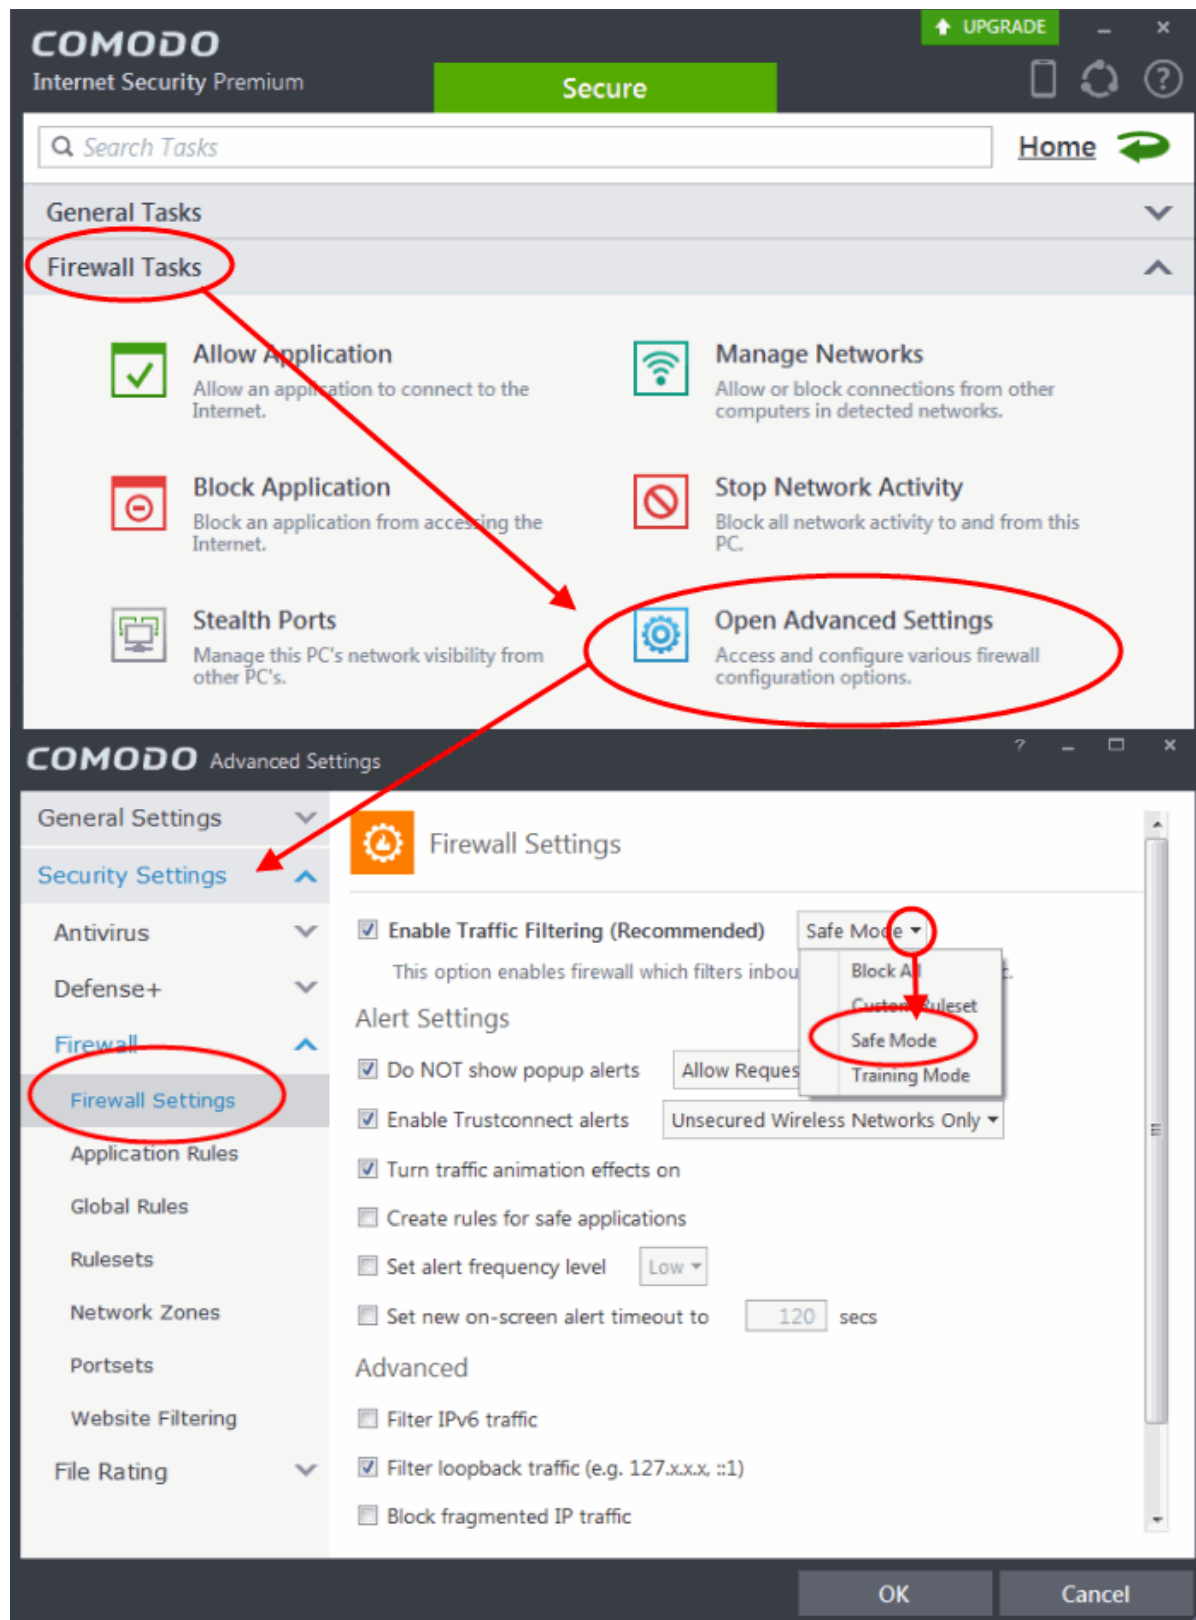 COMODO
UPGRADE
Internet Security Premium
Secure
Search Tasks
Home
General Tasks
Firewall Tasks
Allow Application
Allow an application to connect to the
Internet.
Manage Networks
Allow or block connections from other
computers in detected networks.
Block Application
Block an application from accessing the
Internet.
Stop Network Activity
Block all network activity to and from this
PC.
Stealth Ports
Manage this PC's network visibility from
other PC's.
Open Advanced Settings
Access and configure various firewall
configuration options.
COMODO Advanced Settings
General Settings
Security Settings
Antivirus
Defense+
Firewall
Firewall Settings
Application Rules
Global Rules
Rulesets
Network Zones
Portsets
Website Filtering
File Rating
Firewall Settings
Enable Traffic Filtering (Recommended)
Safe Mode
This option enables firewall which filters inbou
Block All
Custom Ruleset
Safe Mode
Training Mode
Alert Settings
Do NOT show popup alerts
Allow Reques
Enable Trustconnect alerts
Unsecured Wireless Networks Only
Turn traffic animation effects on
Create rules for safe applications
Set alert frequency level
Low
Set new on-screen alert timeout to
120 secs
Advanced
Filter IPv6 traffic
Filter loopback traffic (e.g. 127.x.x.x, ::1)
Block fragmented IP traffic
OK
Cancel